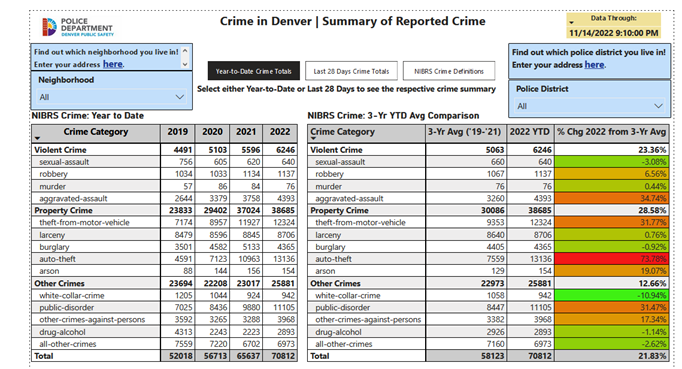 POLICE
DEPARTMENT
DENVER PUBLIC SAFETY
Crime in Denver | Summary of Reported Crime
Data Through:
11/14/2022 9:10:00 PM
Find out which neighborhood you live in!
Enter your address here.
Neighborhood
All
Year-to-Date Crime Totals
Last 28 Days Crime Totals
NIBRS Crime Definitions
Select either Year-to-Date or Last 28 Days to see the respective crime summary
Find out which police district you live in!
Enter your address here.
Police District
All
NIBRS Crime: Year to Date
Crime Category 2019 2020 2021 2022
Violent Crime 4491 5103 5596 6246
sexual-assault 756 605 620 640
robbery 1034 1033 1134 1137
murder 57 86 84 76
aggravated-assault 2644 3379 3758 4393
Property Crime 23833 29402 37024 38685
theft-from-motor-vehicle 7174 8957 11927 12324
larceny 8479 8596 8845 8706
burglary 3501 4582 5133 4365
auto-theft 4591 7123 10963 13136
arson 88 144 156 154
Other Crimes 23694 22208 23017 25881
white-collar-crime 1205 1044 924 942
public-disorder 7025 8436 9880 11105
other-crimes-against-persons 3592 3265 3288 3968
drug-alcohol 4313 2243 2223 2893
all-other-crimes 7559 7220 6702 6973
Total 52018 56713 65637 70812
NIBRS Crime: 3-Yr YTD Avg Comparison
Crime Category 3-Yr Avg ('19-'21) 2022 YTD % Chg 2022 from 3-Yr Avg
Violent Crime 5063 6246 23.36%
sexual-assault 660 640 -3.08%
robbery 1067 1137 6.56%
murder 76 76 0.44%
aggravated-assault 3260 4393 34.74%
Property Crime 30086 38685 28.58%
theft-from-motor-vehicle 9353 12324 31.77%
larceny 8640 8706 0.76%
burglary 4405 4365 -0.92%
auto-theft 7559 13136 73.78%
arson 129 154 19.07%
Other Crimes 22973 25881 12.66%
white-collar-crime 1058 942 -10.94%
public-disorder 8447 11105 31.47%
other-crimes-against-persons 3382 3968 17.34%
drug-alcohol 2926 2893 -1.14%
all-other-crimes 7160 6973 -2.62%
Total 58123 70812 21.83%